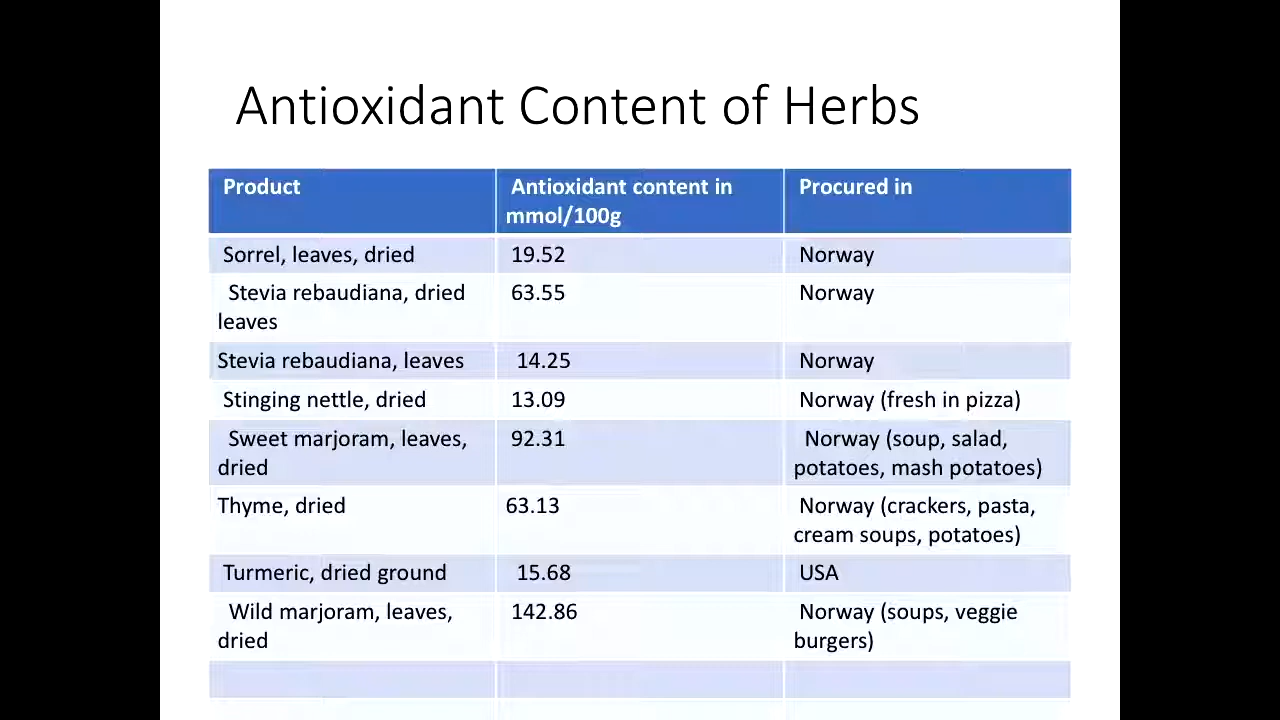 Antioxidant Content of Herbs
Product Antioxidant content in mmol/100g Procured in
Sorrel, leaves, dried 19.52 Norway
Stevia rebaudiana, dried leaves 63.55 Norway
Stevia rebaudiana, leaves 14.25 Norway
Stinging nettle, dried 13.09 Norway (fresh in pizza)
Sweet marjoram, leaves, dried 92.31 Norway (soup, salad, potatoes, mash potatoes)
Thyme, dried 63.13 Norway (crackers, pasta, cream soups, potatoes)
Turmeric, dried ground 15.68 USA
Wild marjoram, leaves, dried 142.86 Norway (soups, veggie burgers)